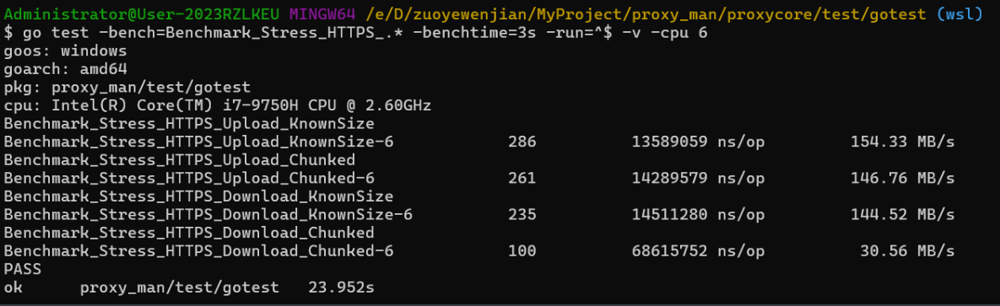 Administrator@User-2023RZLKEU MINGW64 /e/D/zuoyewenjian/MyProject/proxy_man/proxycore/test/gotest (wsl)
$ go test -bench=Benchmark_Stress_HTTPS_.* -benchtime=3s -run=^$ -v -cpu 6
goos: windows
goarch: amd64
pkg: proxy_man/test/gotest
cpu: Intel(R) Core(TM) i7-9750H CPU @ 2.60GHz
Benchmark_Stress_HTTPS_Upload_KnownSize
Benchmark_Stress_HTTPS_Upload_KnownSize-6 286 13589059 ns/op 154.33 MB/s
Benchmark_Stress_HTTPS_Upload_Chunked
Benchmark_Stress_HTTPS_Upload_Chunked-6 261 14289579 ns/op 146.76 MB/s
Benchmark_Stress_HTTPS_Download_KnownSize
Benchmark_Stress_HTTPS_Download_KnownSize-6 235 14511280 ns/op 144.52 MB/s
Benchmark_Stress_HTTPS_Download_Chunked
Benchmark_Stress_HTTPS_Download_Chunked-6 100 68615752 ns/op 30.56 MB/s
PASS
ok proxy_man/test/gotest 23.952s